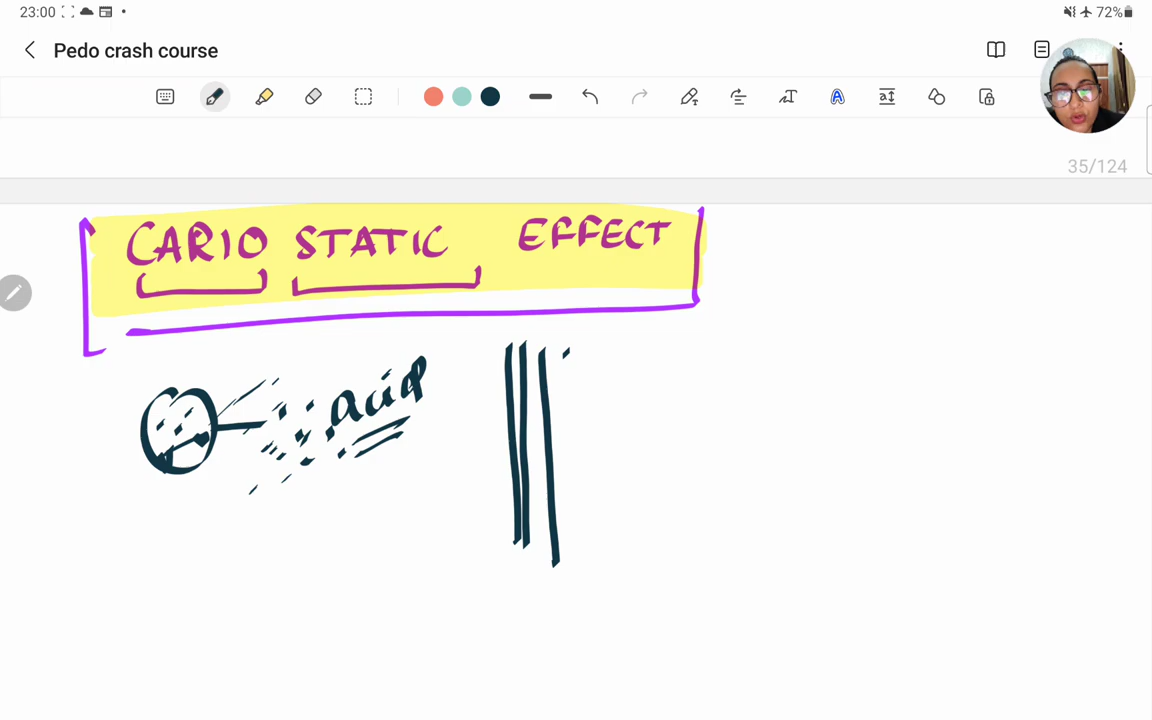 23:00
72%
Pedo crash course
35/124
CARIO STATIC EFFECT
acid